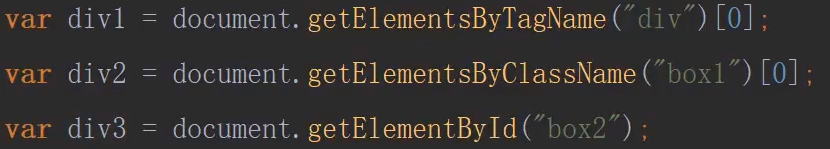 var div1 = document.getElementsByTagName("div")[0];
var div2 = document.getElementsByClassName("box1")[0];
var div3 = document.getElementById("box2");